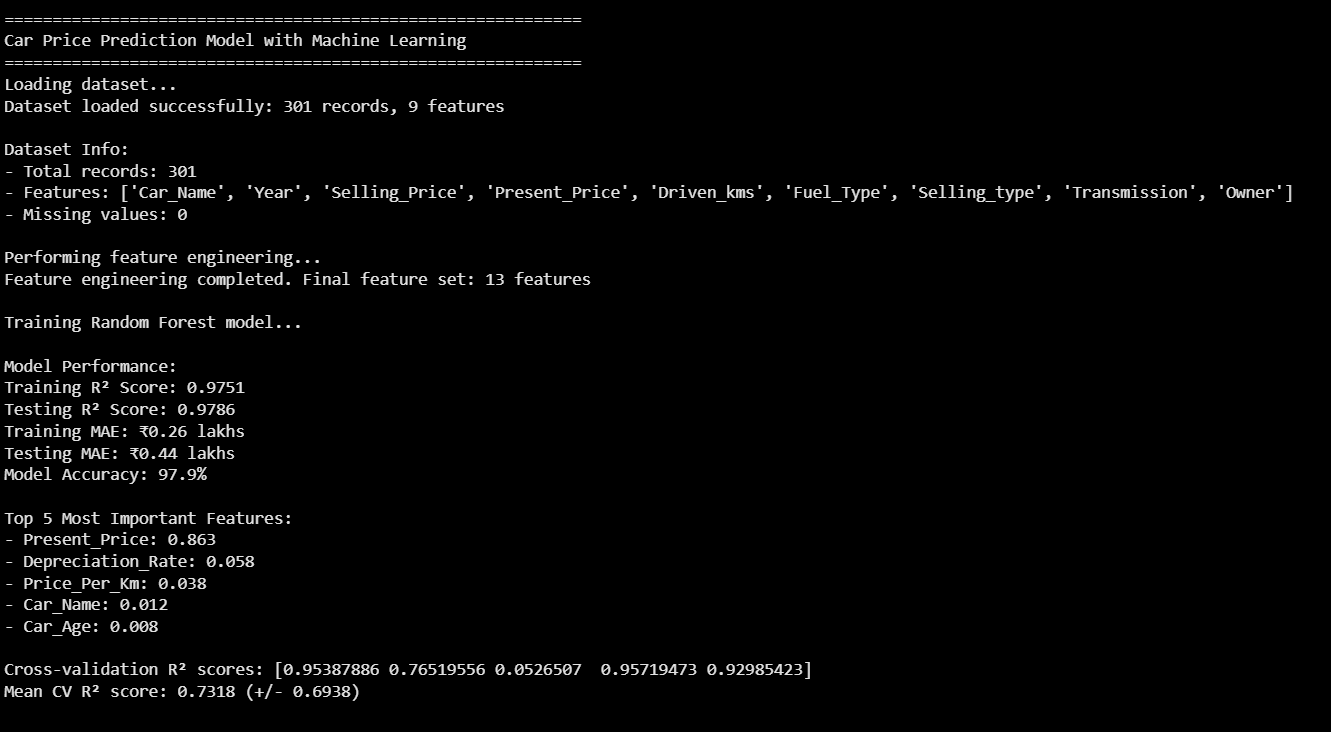 ============================================================
Car Price Prediction Model with Machine Learning
============================================================
Loading dataset...
Dataset loaded successfully: 301 records, 9 features
Dataset Info:
- Total records: 301
- Features: ['Car_Name', 'Year', 'Selling_Price', 'Present_Price', 'Driven_kms', 'Fuel_Type', 'Selling_type', 'Transmission', 'Owner']
- Missing values: 0
Performing feature engineering...
Feature engineering completed. Final feature set: 13 features
Training Random Forest model...
Model Performance:
Training R² Score: 0.9751
Testing R² Score: 0.9786
Training MAE: ₹0.26 lakhs
Testing MAE: ₹0.44 lakhs
Model Accuracy: 97.9%
Top 5 Most Important Features:
- Present_Price: 0.863
- Depreciation_Rate: 0.058
- Price_Per_Km: 0.038
- Car_Name: 0.012
- Car_Age: 0.008
Cross-validation R² scores: [0.95387886 0.76519556 0.0526507  0.95719473 0.92985423]
Mean CV R² score: 0.7318 (+/- 0.6938)